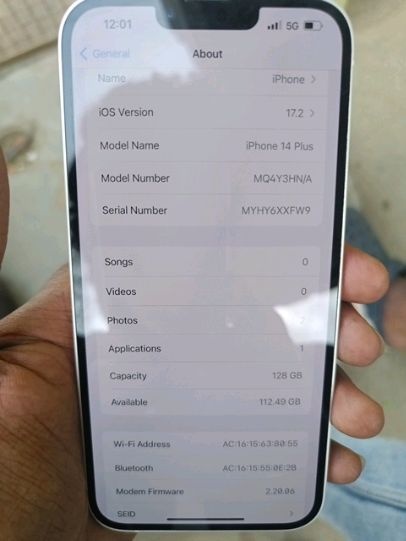 12:01 5G
General About
Name iPhone
iOS Version 17.2
Model Name iPhone 14 Plus
Model Number MQ4Y3HN/A
Serial Number MYHY6XXFW9
Songs 0
Videos 0
Photos 2
Applications 1
Capacity 128 GB
Available 112.49 GB
Wi-Fi Address AC:16:15:63:80:55
Bluetooth AC:16:15:55:0E:2B
Modem Firmware 2.20.06
SEID